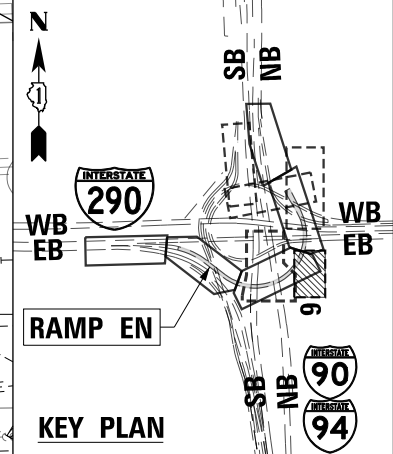 N
1
SB
NB
INTERSTATE
290
WB
EB
WB
EB
RAMP EN
9
INTERSTATE
90
SB
NB
INTERSTATE
94
KEY PLAN